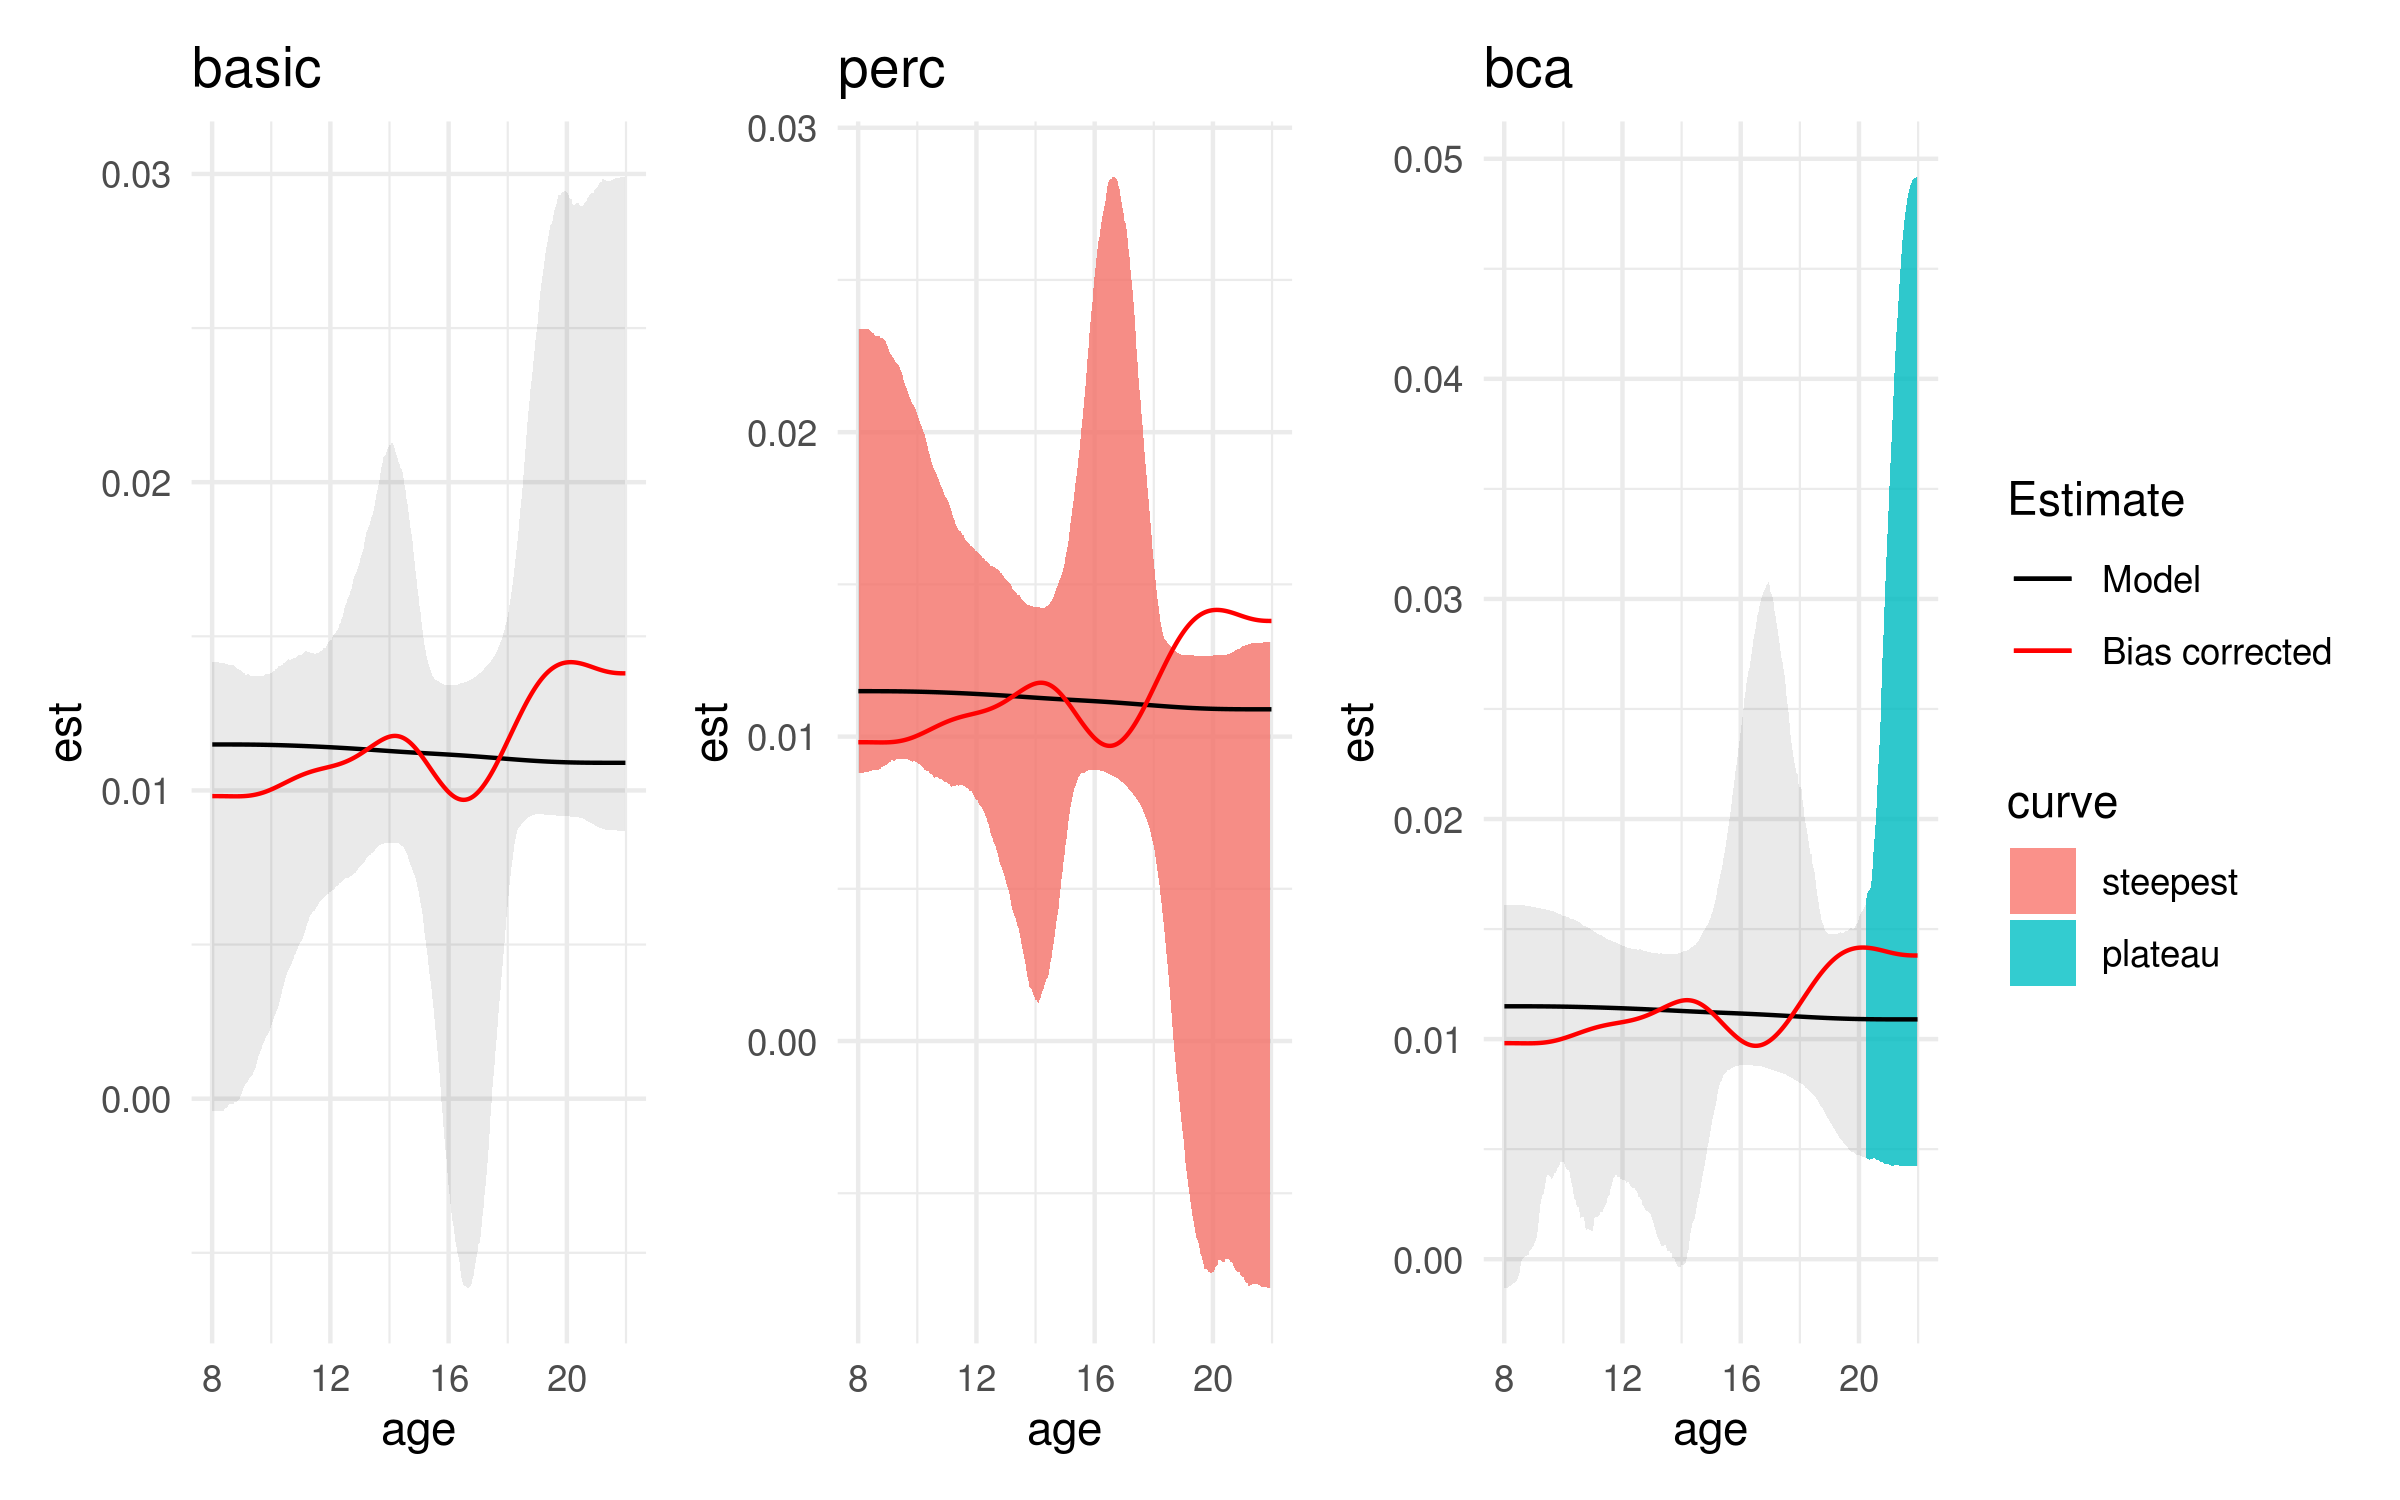 basic
0.03
0.02
0.01
0.00
est
8 12 16 20
age
perc
0.03
0.02
0.01
0.00
est
8 12 16 20
age
bca
0.05
0.04
0.03
0.02
0.01
0.00
est
8 12 16 20
age
Estimate
Model
Bias corrected
curve
steepest
plateau